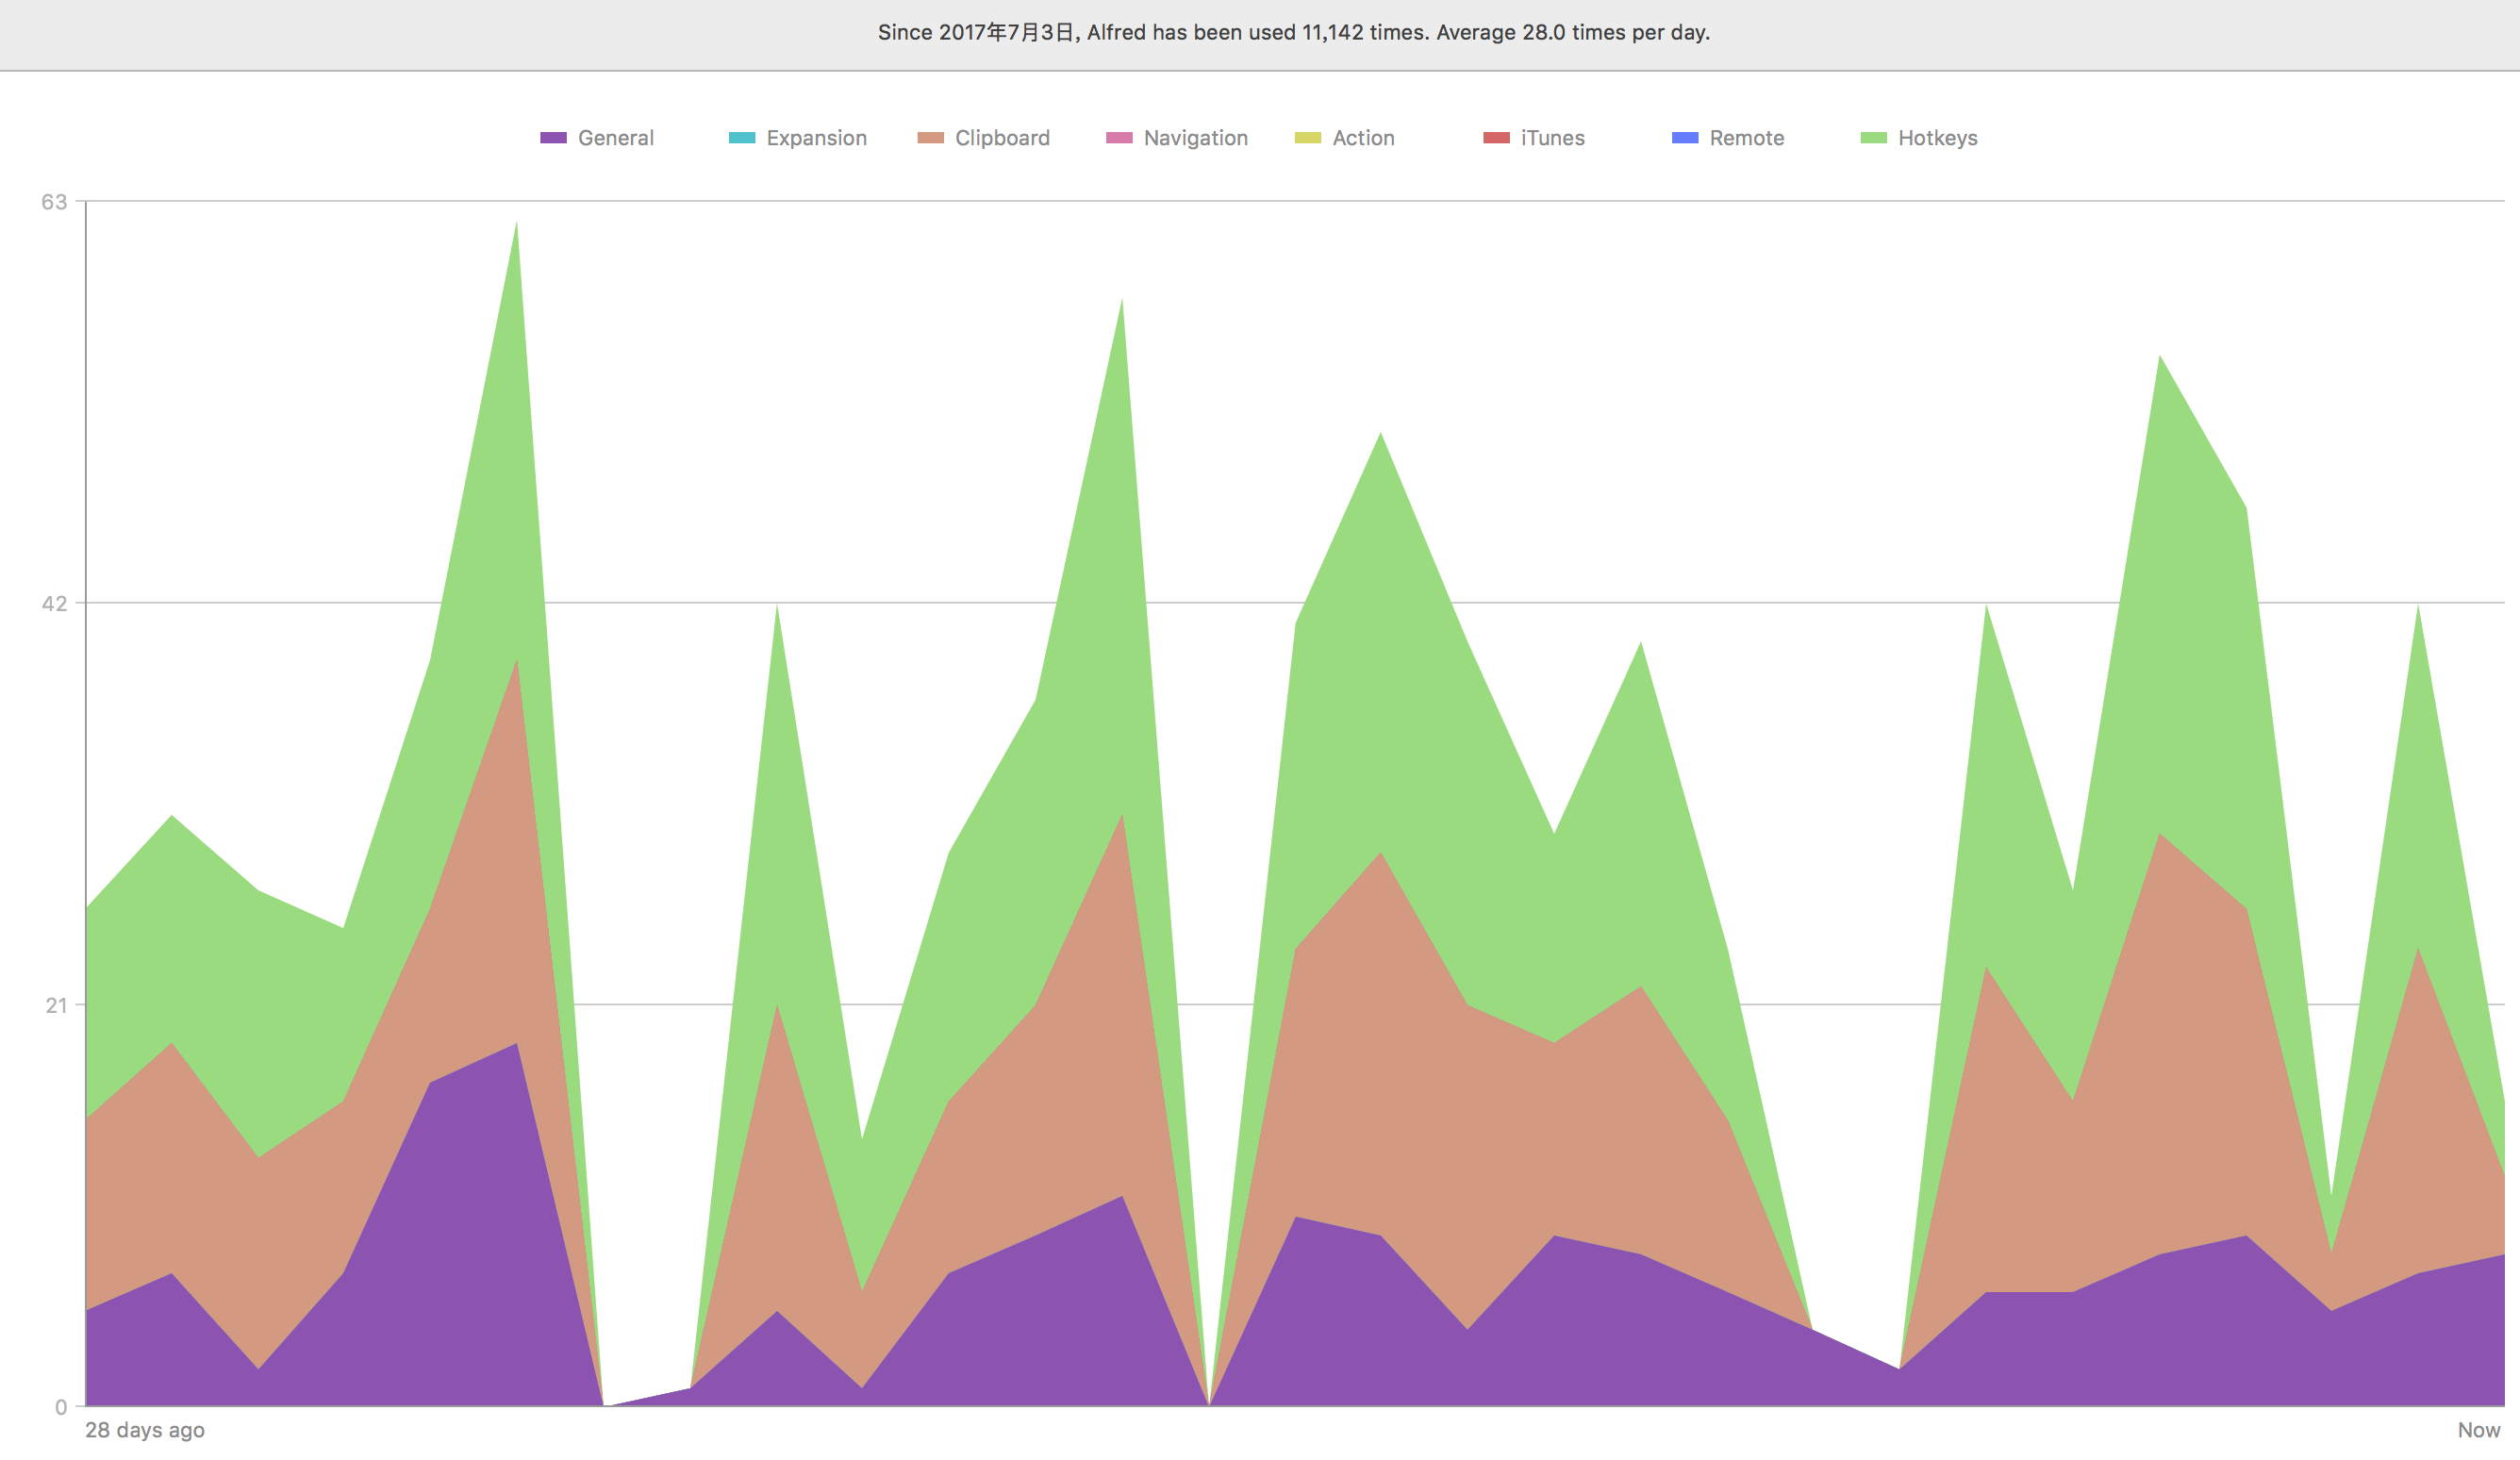 Since 2017年7月3日, Alfred has been used 11,142 times. Average 28.0 times per day.
General Expansion Clipboard Navigation Action iTunes Remote Hotkeys
63
42
21
0
28 days ago Now